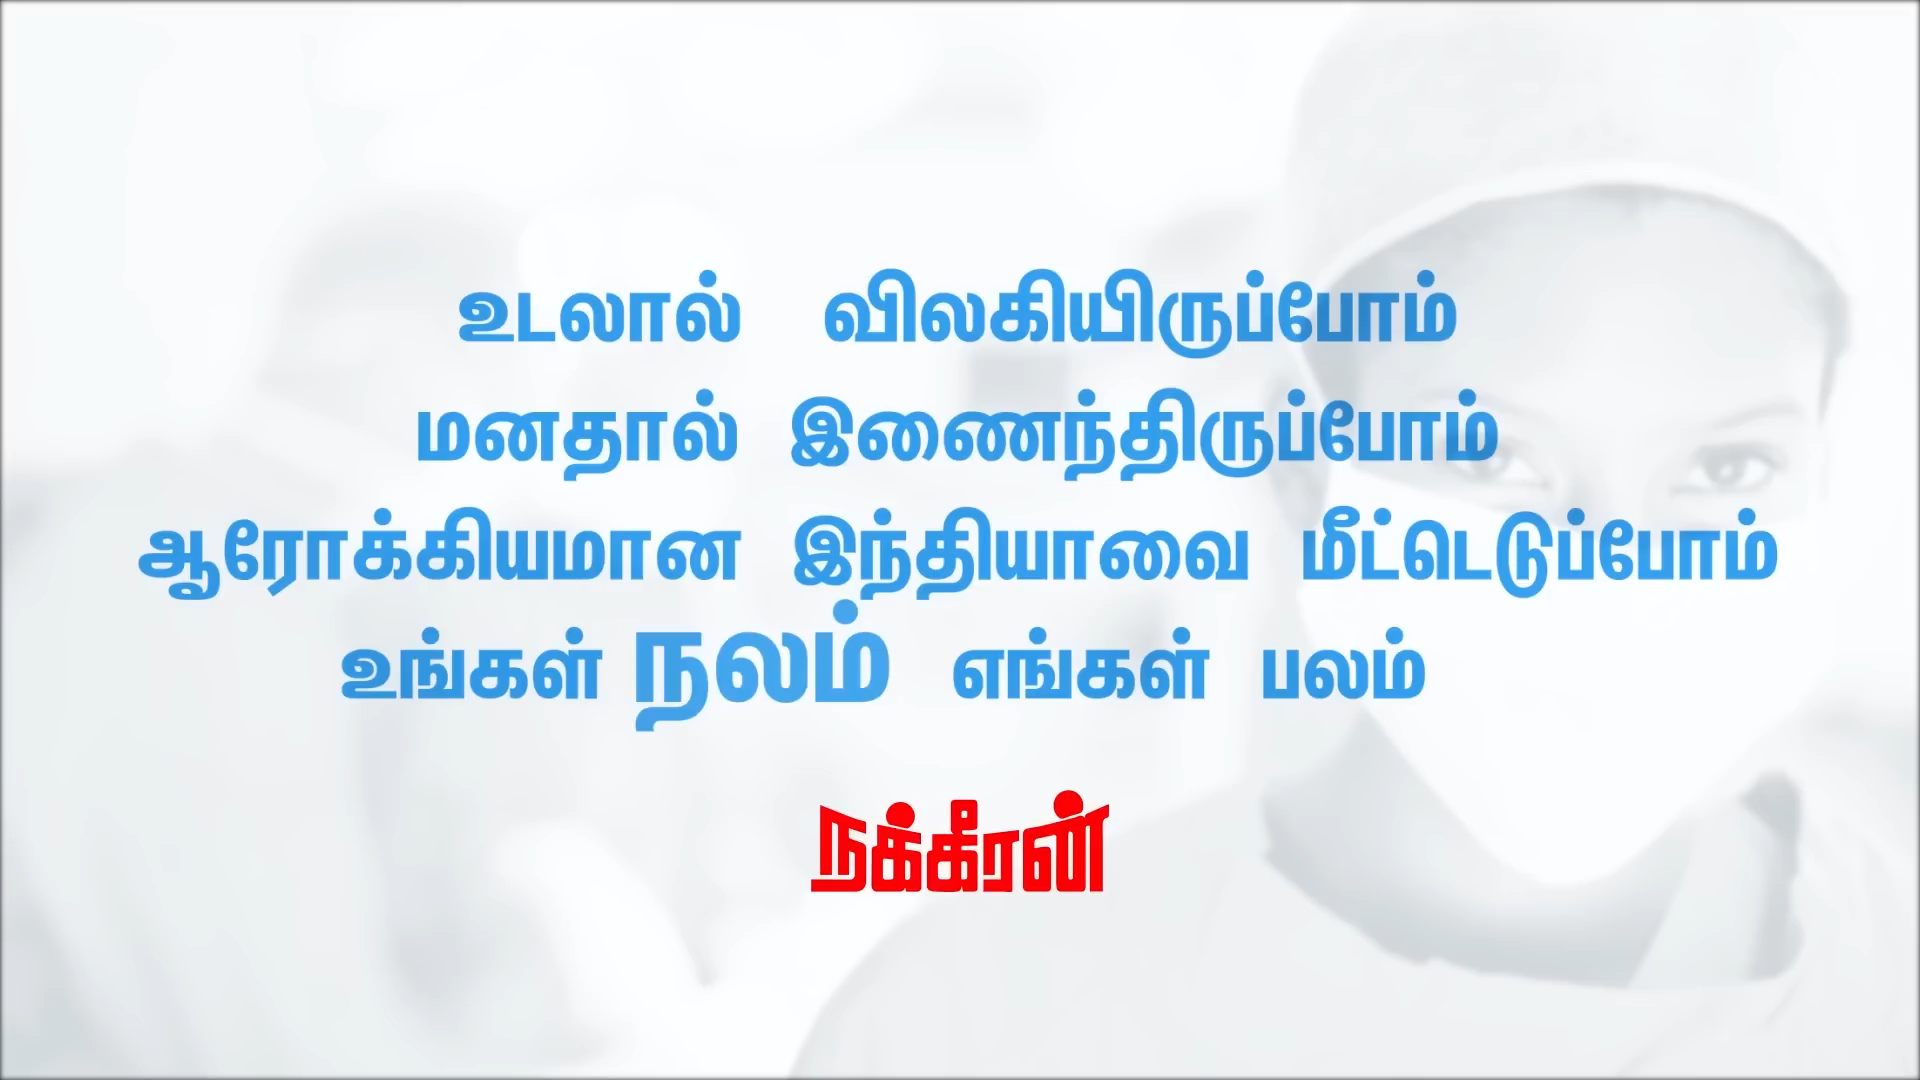 உடலால் விலகியிருப்போம்
மனதால் இணைந்திருப்போம்
ஆரோக்கியமான இந்தியாவை மீட்டெடுப்போம்
உங்கள் நலம் எங்கள் பலம்
நக்கீரன்